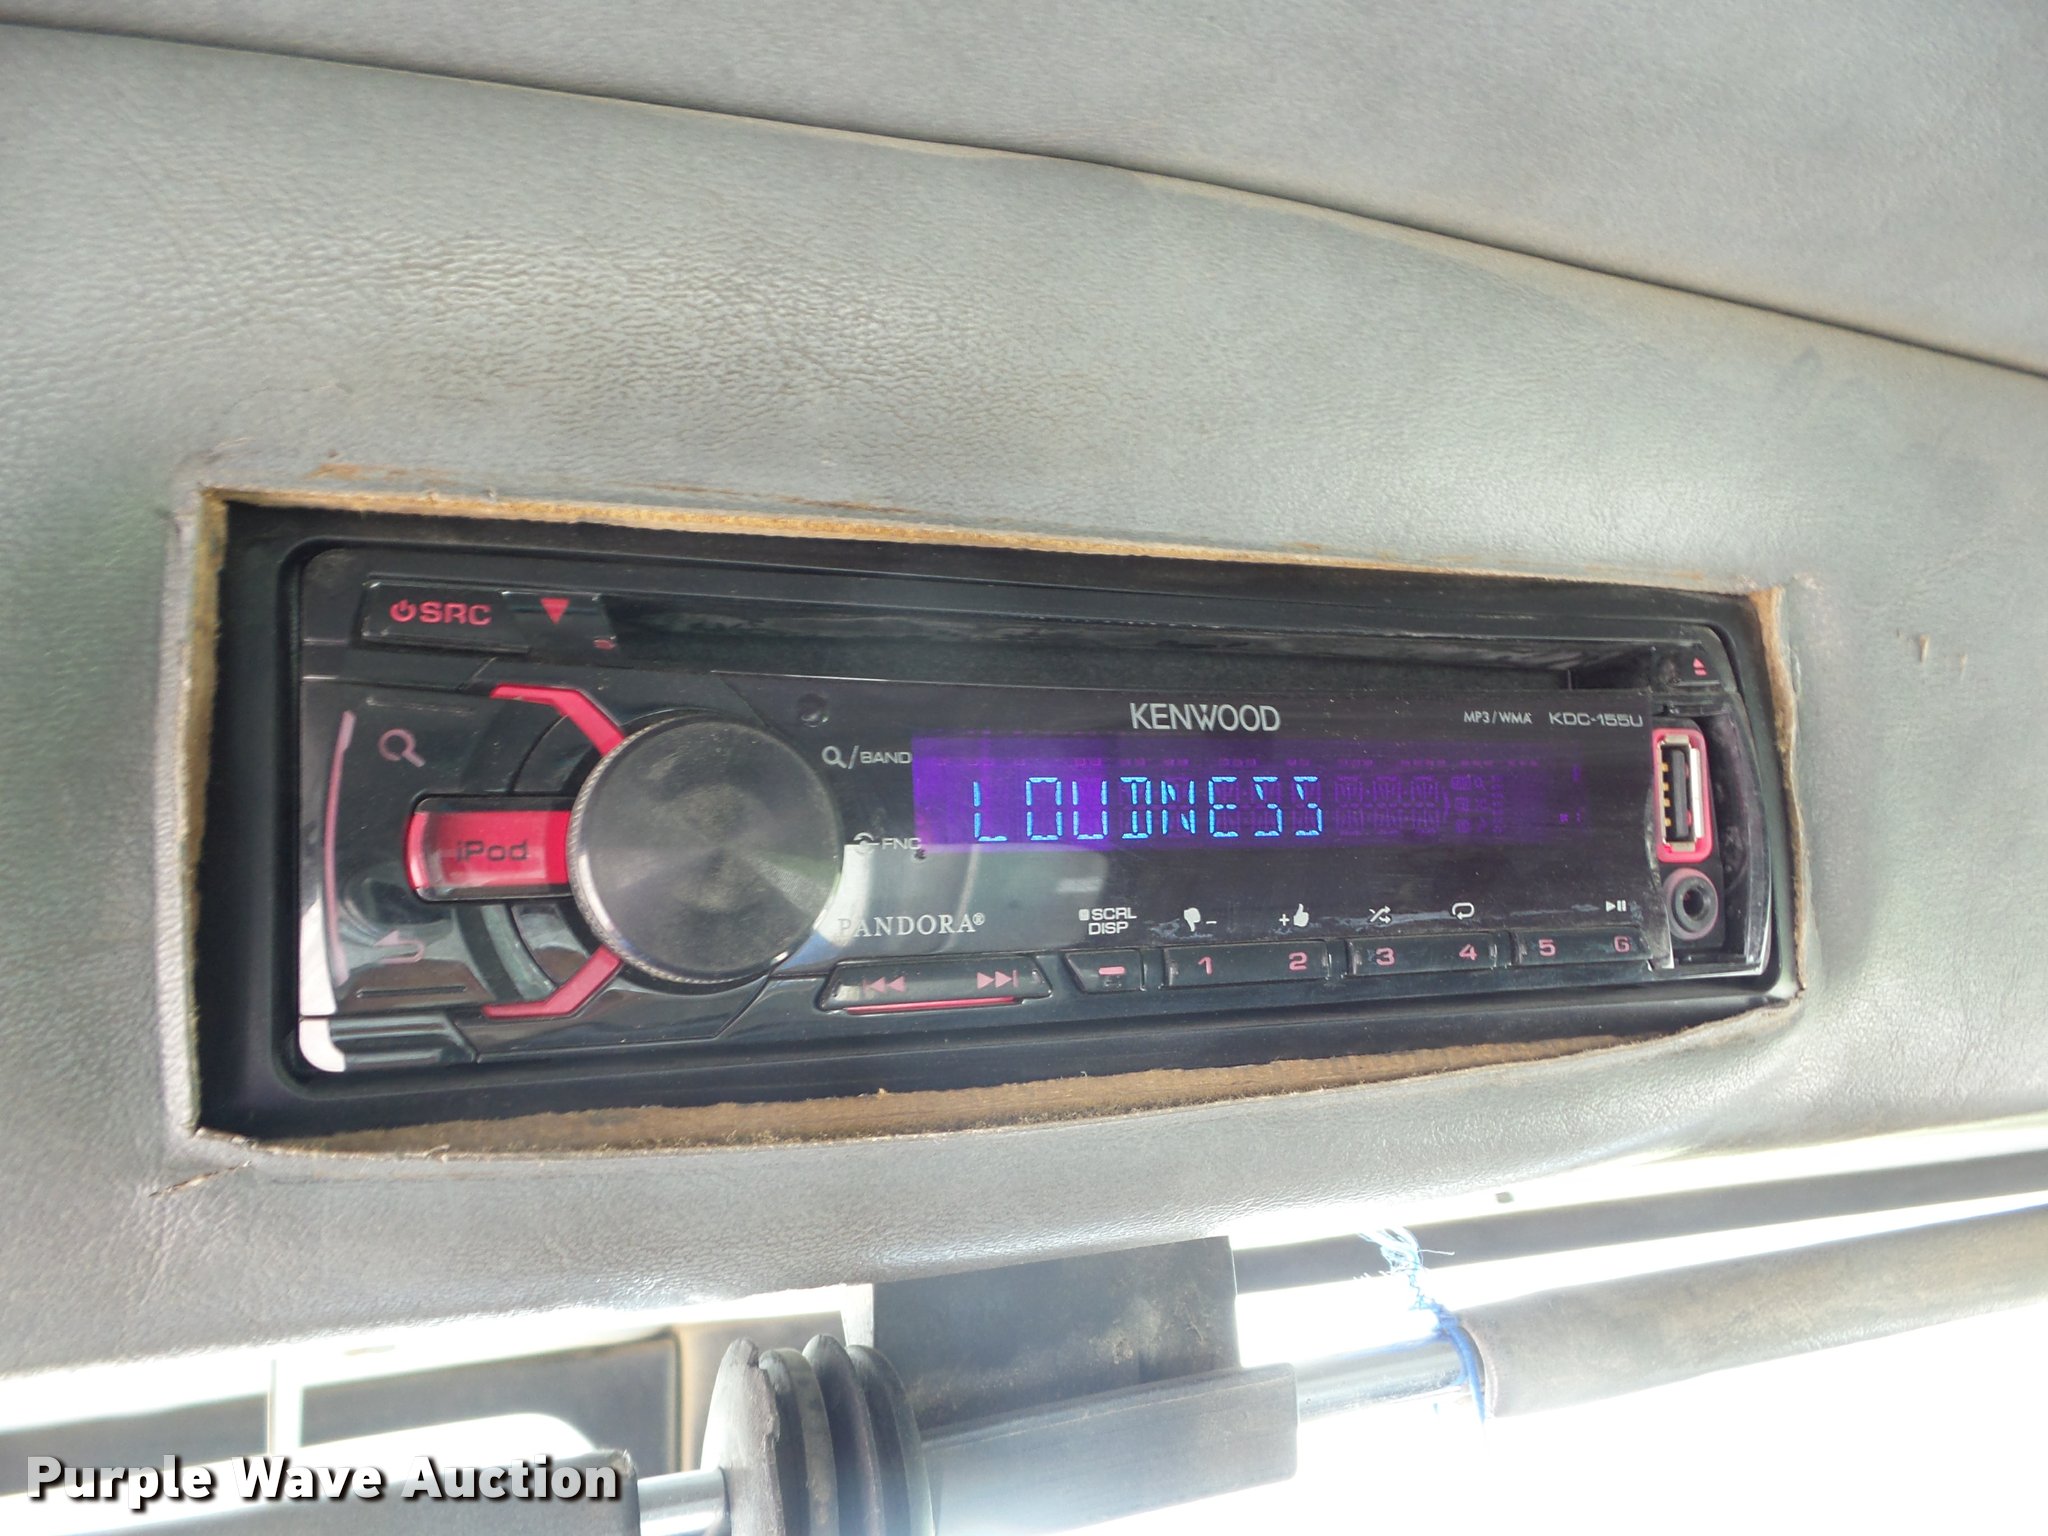 SRC
KENWOOD
MP3/WMA KDC-155U
/BAND
LOUDNESS
iPod
FNC
PANDORA®
SCRL
DISP
- +
1 2 3 4 5 6
Purple Wave Auction